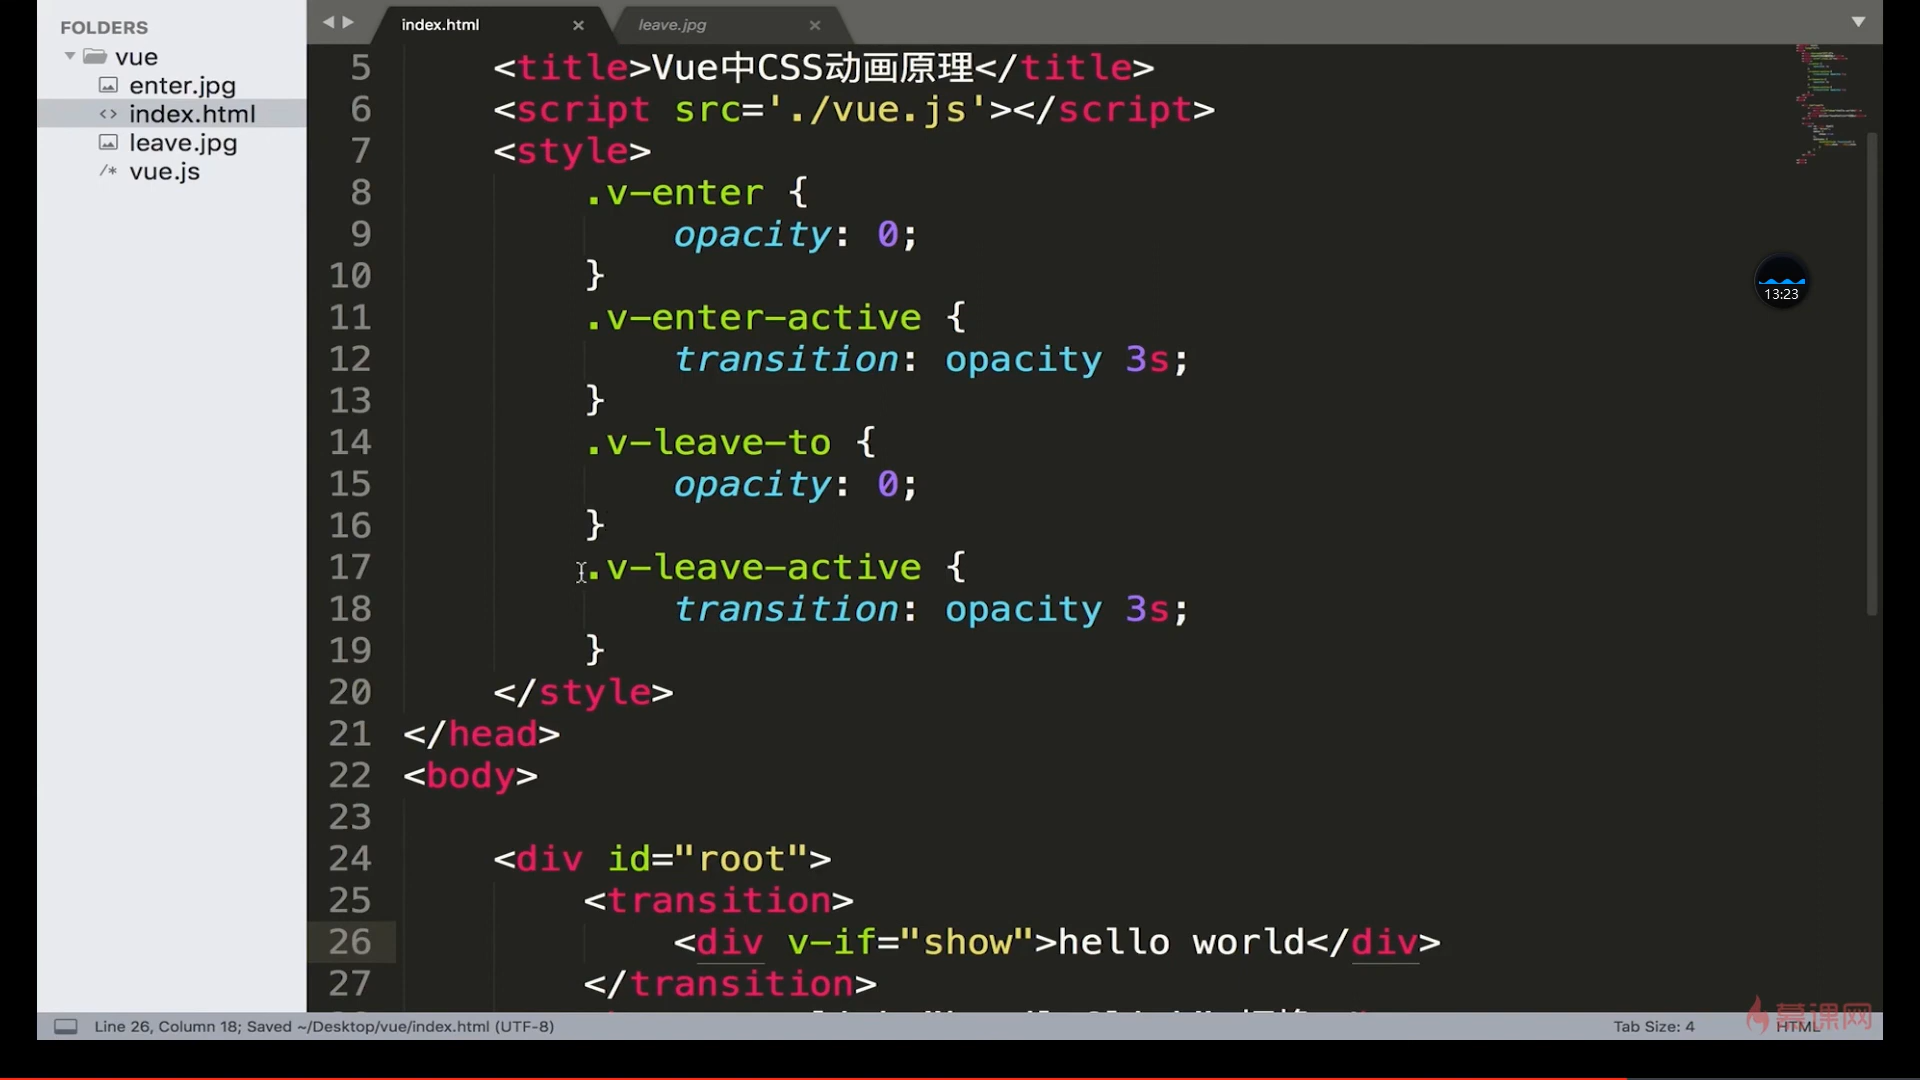 FOLDERS
vue
enter.jpg
<> index.html
leave.jpg
/* vue.js
index.html ×
leave.jpg ×
5 <title>Vue中CSS动画原理</title>
6 <script src='./vue.js'></script>
7 <style>
8 .v-enter {
9 opacity: 0;
10 }
11 .v-enter-active {
12 transition: opacity 3s;
13 }
14 .v-leave-to {
15 opacity: 0;
16 }
17 .v-leave-active {
18 transition: opacity 3s;
19 }
20 </style>
21 </head>
22 <body>
23
24 <div id="root">
25 <transition>
26 <div v-if="show">hello world</div>
27 </transition>
13:23
Line 26, Column 18; Saved ~/Desktop/vue/index.html (UTF-8)
Tab Size: 4
HTML
慕课网